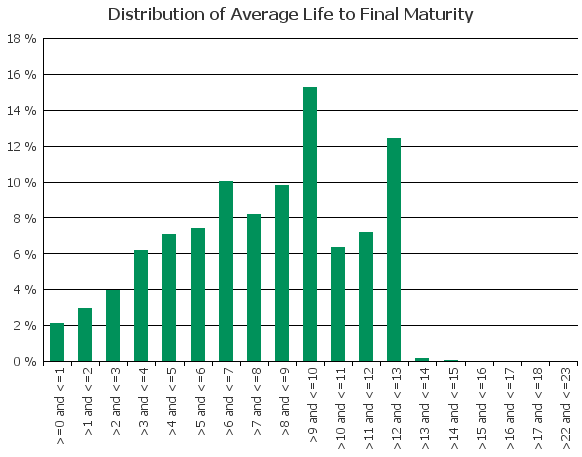 Distribution of Average Life to Final Maturity
18 %
16 %
14 %
12 %
10 %
8 %
6 %
4 %
2 %
0 %
>=0 and <=1
>1 and <=2
>2 and <=3
>3 and <=4
>4 and <=5
>5 and <=6
>6 and <=7
>7 and <=8
>8 and <=9
>9 and <=10
>10 and <=11
>11 and <=12
>12 and <=13
>13 and <=14
>14 and <=15
>15 and <=16
>16 and <=17
>17 and <=18
>22 and <=23